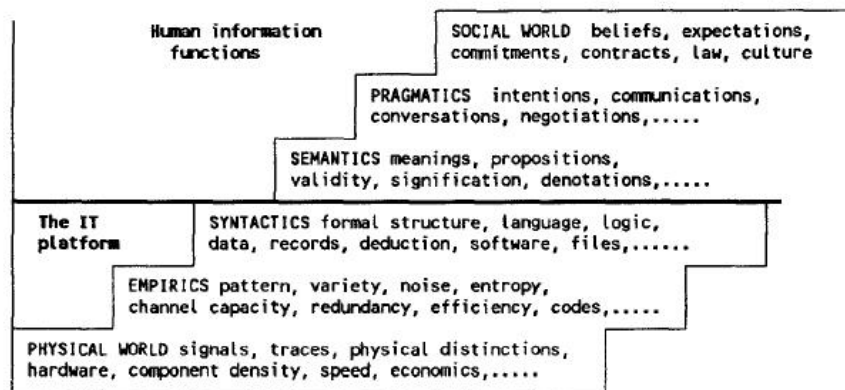 Human information
functions
SOCIAL WORLD beliefs, expectations,
commitments, contracts, law, culture
PRAGMATICS intentions, communications,
conversations, negotiations,.....
SEMANTICS meanings, propositions,
validity, signification, denotations,.....
The IT
platform
SYNTACTICS formal structure, language, logic,
data, records, deduction, software, files,......
EMPIRICS pattern, variety, noise, entropy,
channel capacity, redundancy, efficiency, codes,.....
PHYSICAL WORLD signals, traces, physical distinctions,
hardware, component density, speed, economics,.....